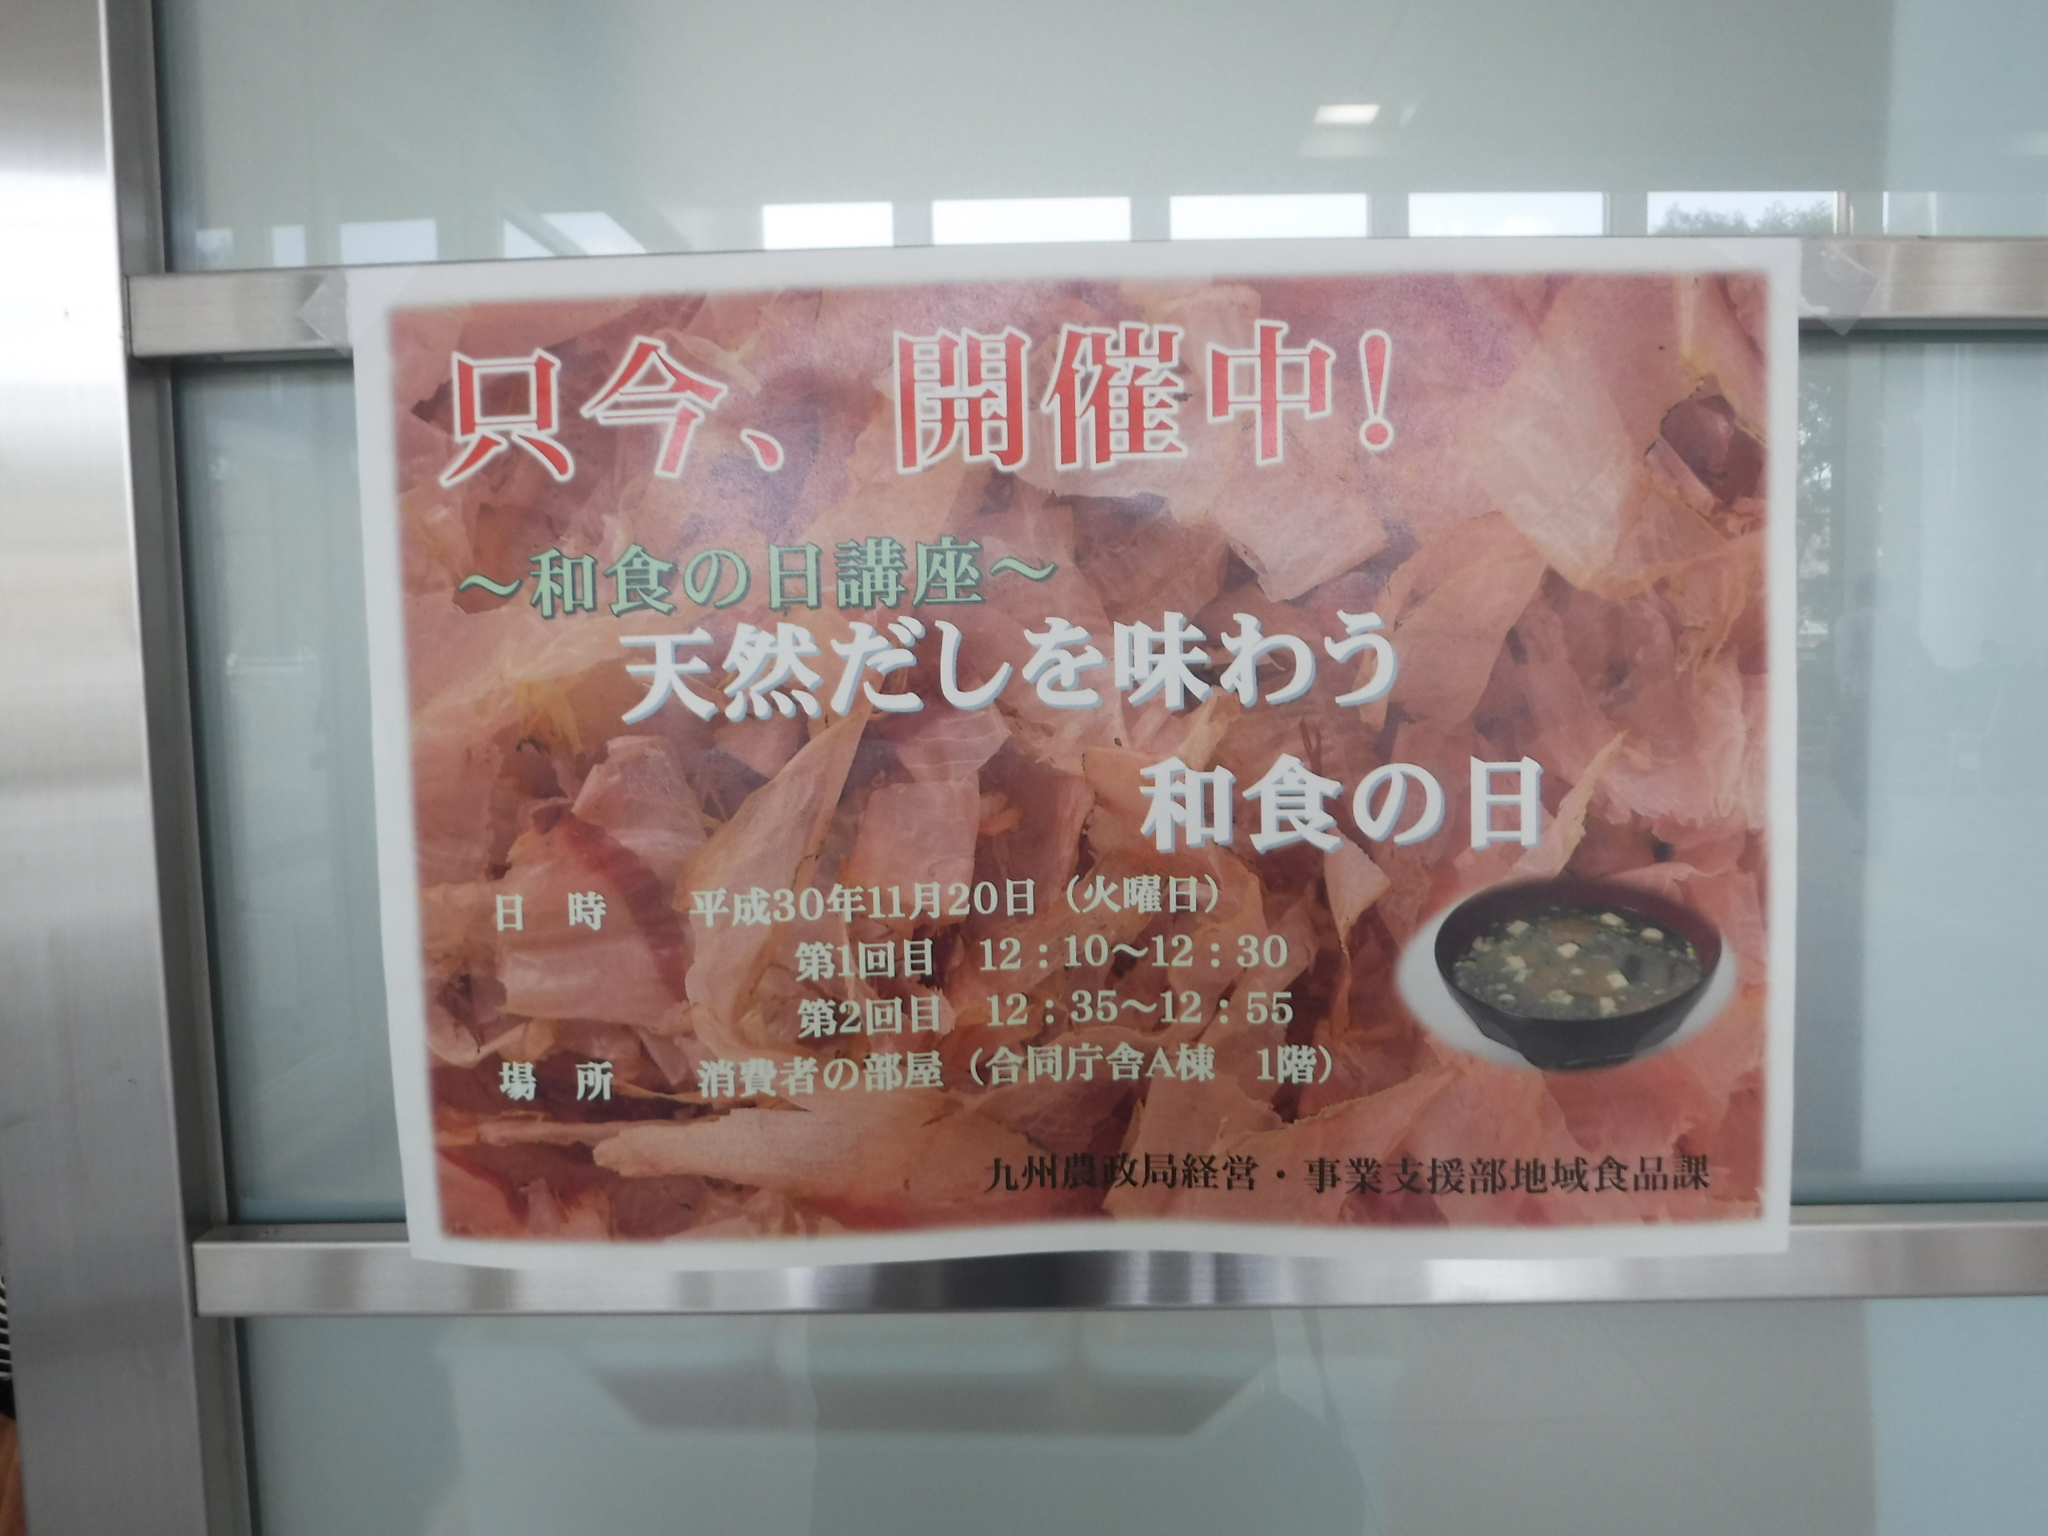 只今、開催中!
～和食の日講座～
天然だしを味わう
和食の日
日　時　平成30年11月20日（火曜日）
第1回目　12：10～12：30
第2回目　12：35～12：55
場　所　消費者の部屋（合同庁舎A棟　1階）
九州農政局経営・事業支援部地域食品課